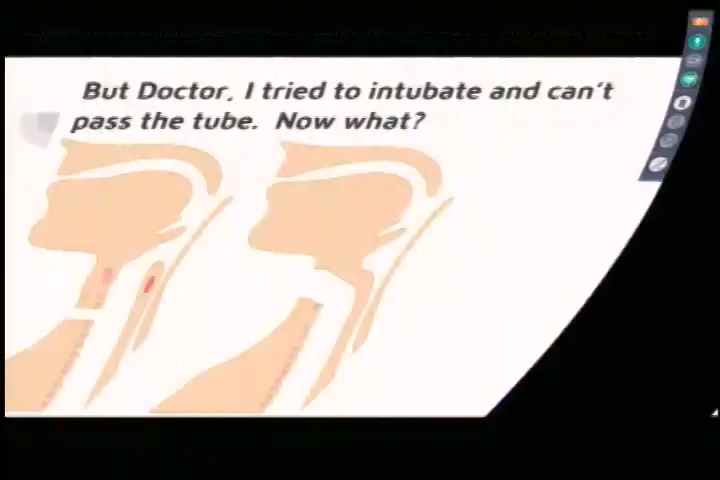 But Doctor, I tried to intubate and can't
pass the tube. Now what?